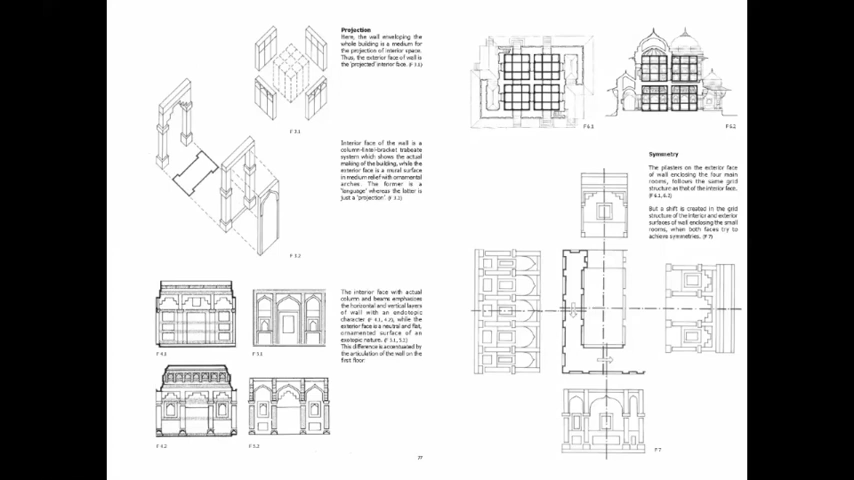 Projection
Here, the wall enveloping the
whole building is a medium for
the projection of interior space.
Thus, the exterior face of wall is
the 'projected' interior face. (F 3.1)
F 3.1
Interior face of the wall is a
column-lintel-bracket trabeate
system which shows the actual
making of the building, while the
exterior face is a mural surface
in medium relief with ornamental
arches. The former is a
'language' whereas the latter is
just a 'projection'. (F 3.2)
F 3.2
The interior face with actual
column and beams emphasizes
the horizontal and vertical layers
of wall with an endotopic
character (F 4.1, 4.2), while the
exterior face is a neutral and flat,
ornamented surface of an
exotopic nature. (F 5.1, 5.2)
This difference is accentuated by
the articulation of the wall on the
first floor.
F 4.1
F 5.1
F 4.2
F 5.2
77
F 6.1
F 6.2
Symmetry
The pilasters on the exterior face
of wall enclosing the four main
rooms, follows the same grid
structure as that of the interior face.
(F 6.1, 6.2)
But a shift is created in the grid
structure of the interior and exterior
surfaces of wall enclosing the small
rooms, when both faces try to
achieve symmetries. (F 7)
F 7